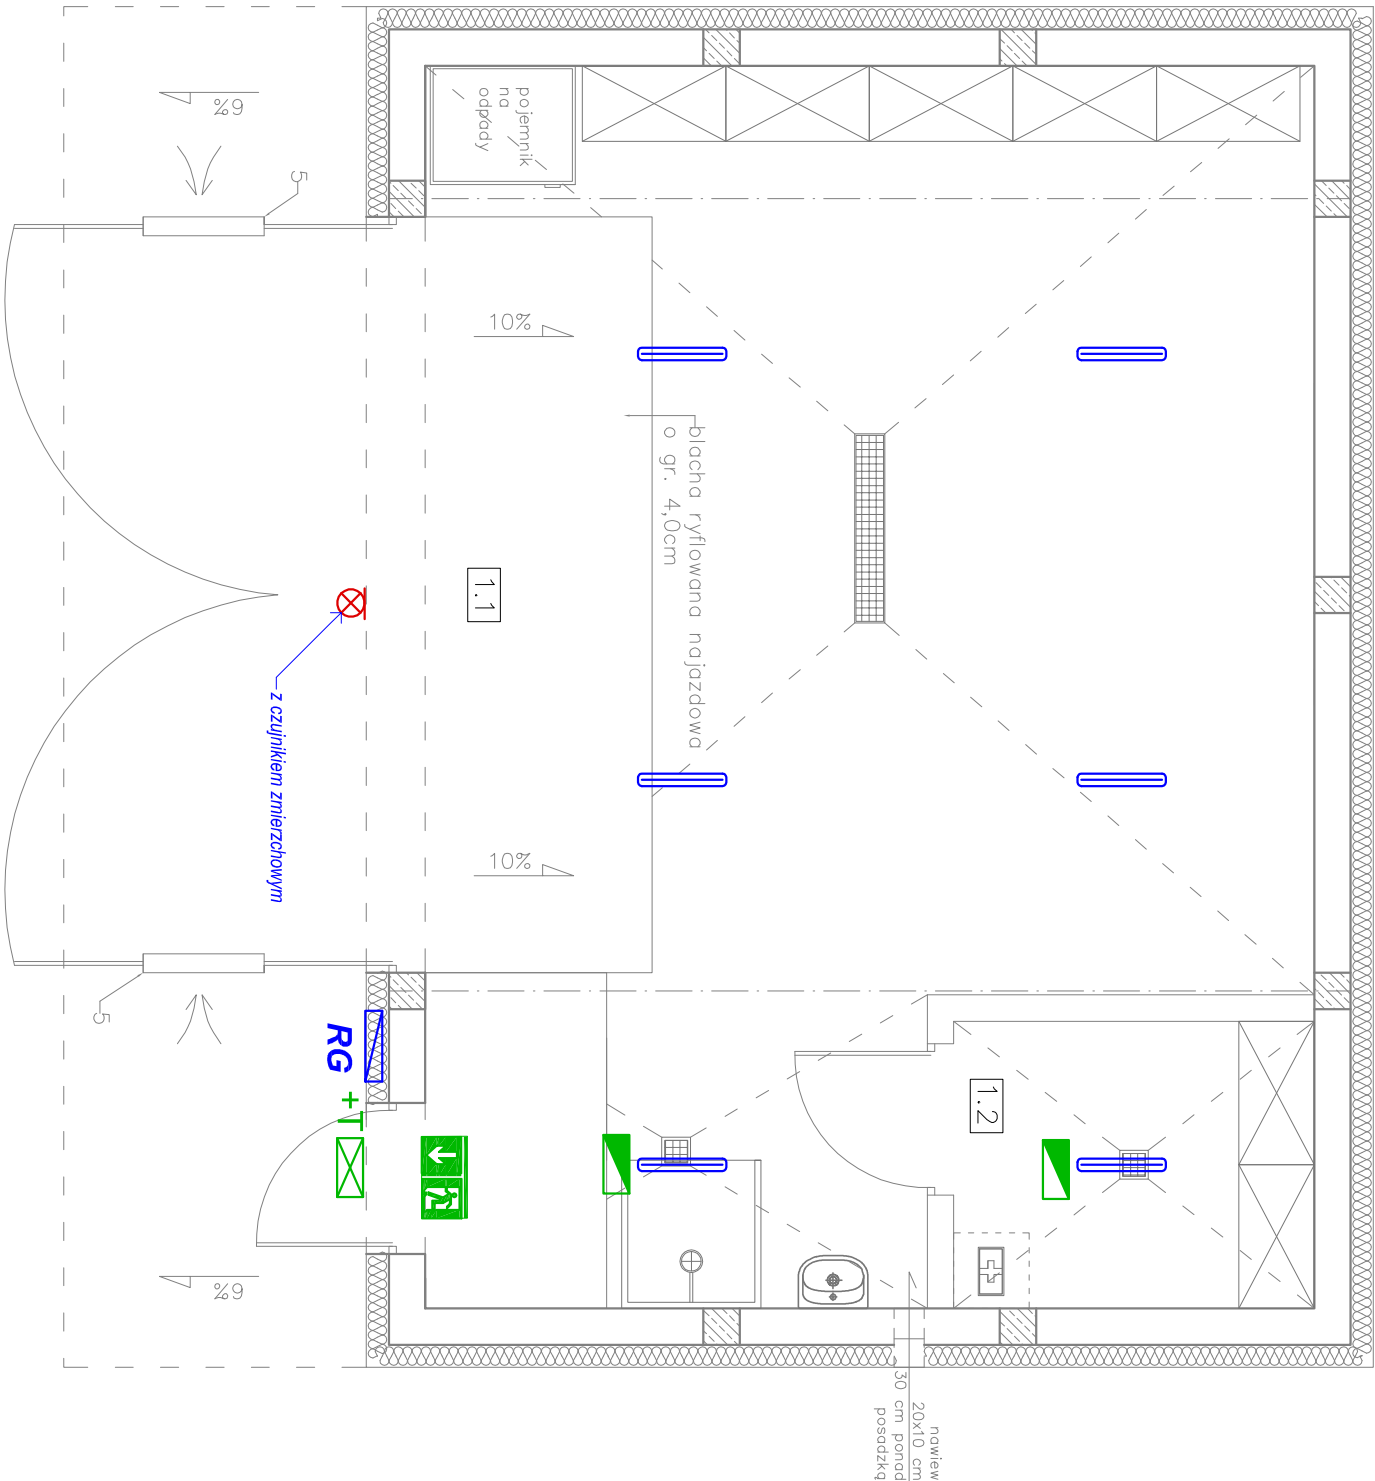 6%
5
pojemnik
na
odpady
10%
blacha ryflowana najazdowa
o gr. 4,0cm
1.1
z czujnikiem zmierzchowym
10%
5
RG
+T
1.2
6%
nawiew
20x10 cm
30 cm ponad
posadzką